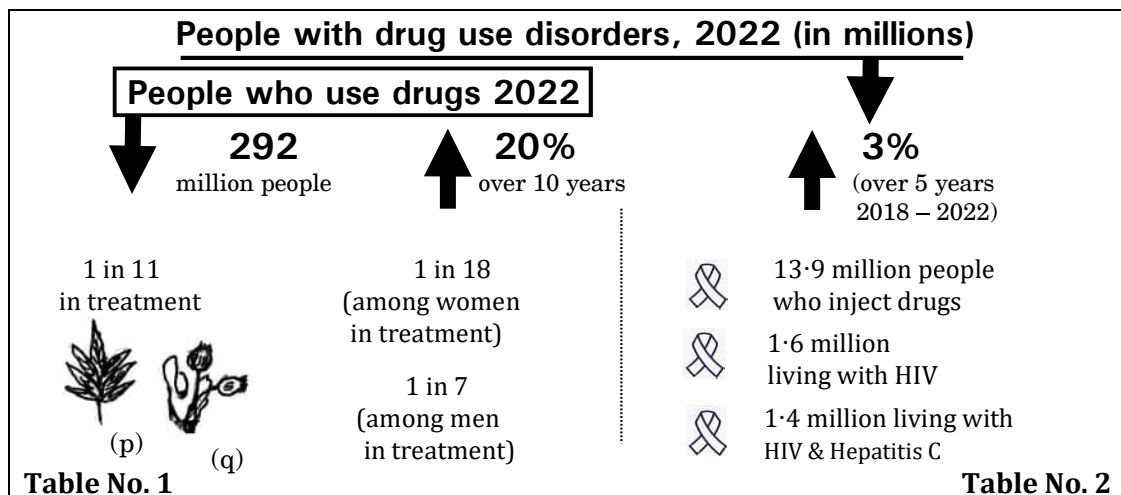 People with drug use disorders, 2022 (in millions)
People who use drugs 2022
292
million people
20%
over 10 years
3%
(over 5 years
2018 – 2022)
1 in 11
in treatment
(p)
(q)
1 in 18
(among women
in treatment)
1 in 7
(among men
in treatment)
13·9 million people
who inject drugs
1·6 million
living with HIV
1·4 million living with
HIV & Hepatitis C
Table No. 1
Table No. 2